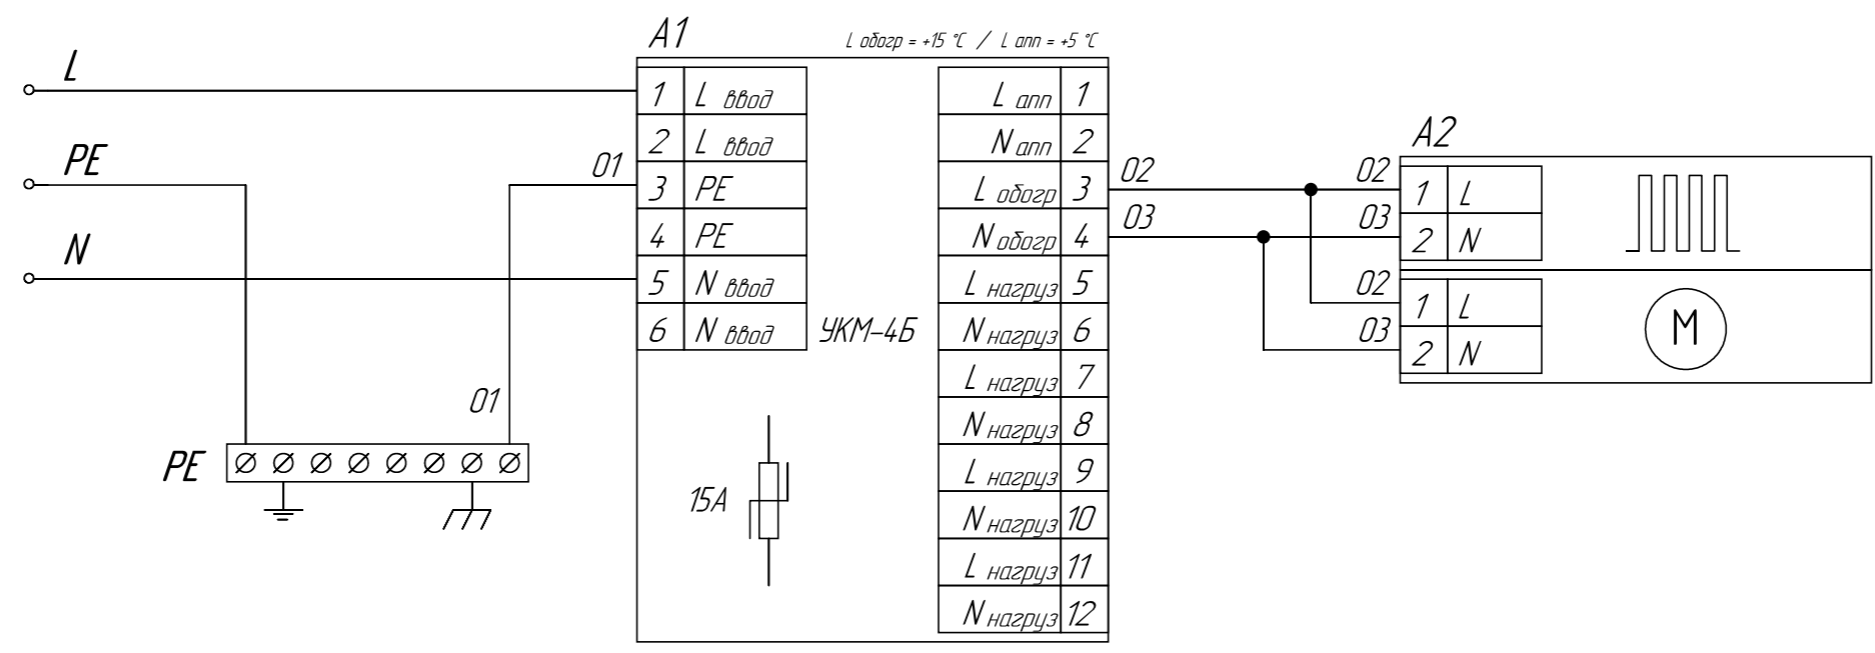 L
PE
N
PE
01
01
A1
L обогр = +15 °C / L апп = +5 °C
1 L ввод
2 L ввод
3 PE
4 PE
5 N ввод
6 N ввод
УКМ-4Б
15А
L апп 1
N апп 2
L обогр 3
N обогр 4
L нагруз 5
N нагруз 6
L нагруз 7
N нагруз 8
L нагруз 9
N нагруз 10
L нагруз 11
N нагруз 12
02
03
A2
02
03
02
03
1 L
2 N
1 L
2 N
M